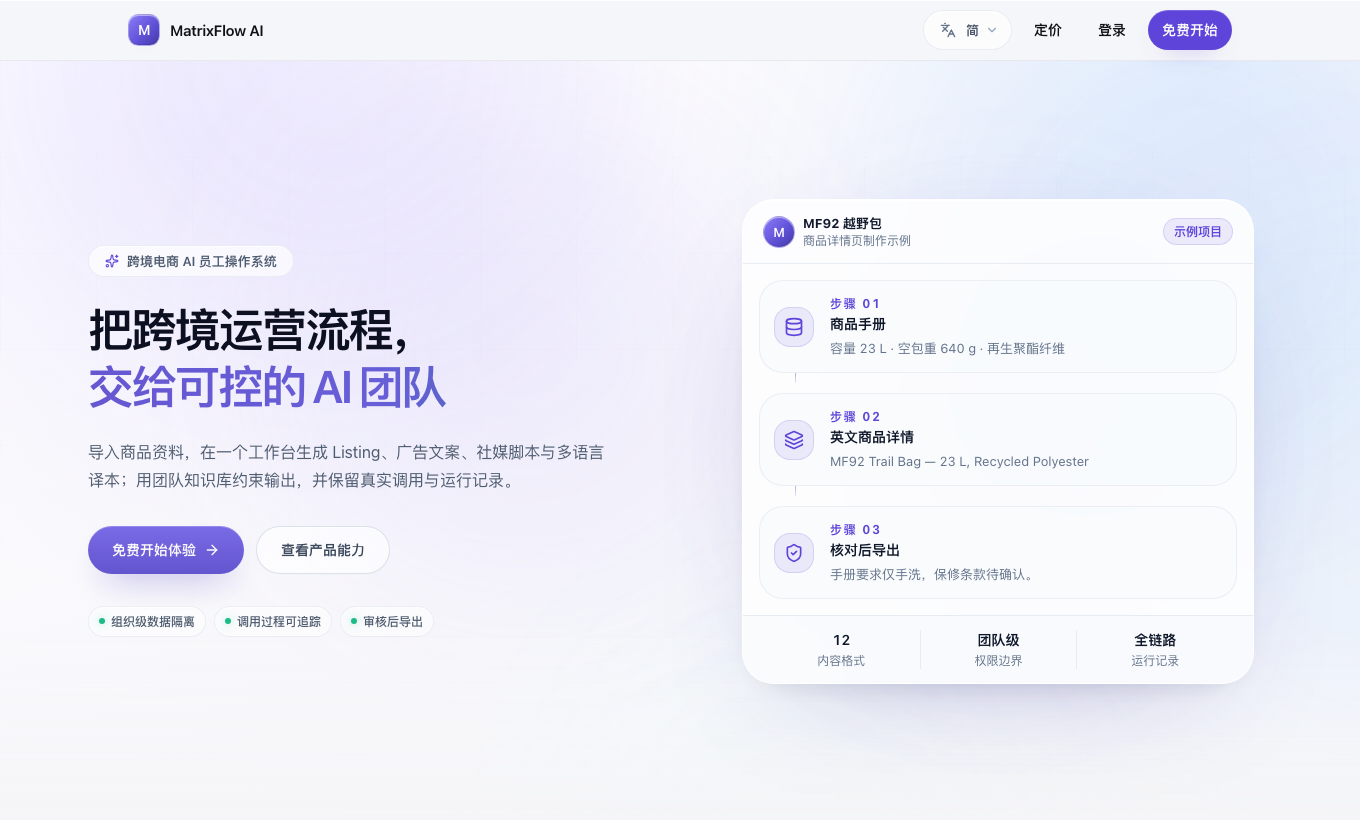 M
MatrixFlow AI
简
定价
登录
免费开始
跨境电商 AI 员工操作系统
把跨境运营流程，
交给可控的 AI 团队
导入商品资料，在一个工作台生成 Listing、广告文案、社媒脚本与多语言
译本；用团队知识库约束输出，并保留真实调用与运行记录。
免费开始体验
查看产品能力
组织级数据隔离
调用过程可追踪
审核后导出
M
MF92 越野包
商品详情页制作示例
示例项目
步骤 01
商品手册
容量 23 L · 空包重 640 g · 再生聚酯纤维
步骤 02
英文商品详情
MF92 Trail Bag — 23 L, Recycled Polyester
步骤 03
核对后导出
手册要求仅手洗，保修条款待确认。
12
内容格式
团队级
权限边界
全链路
运行记录